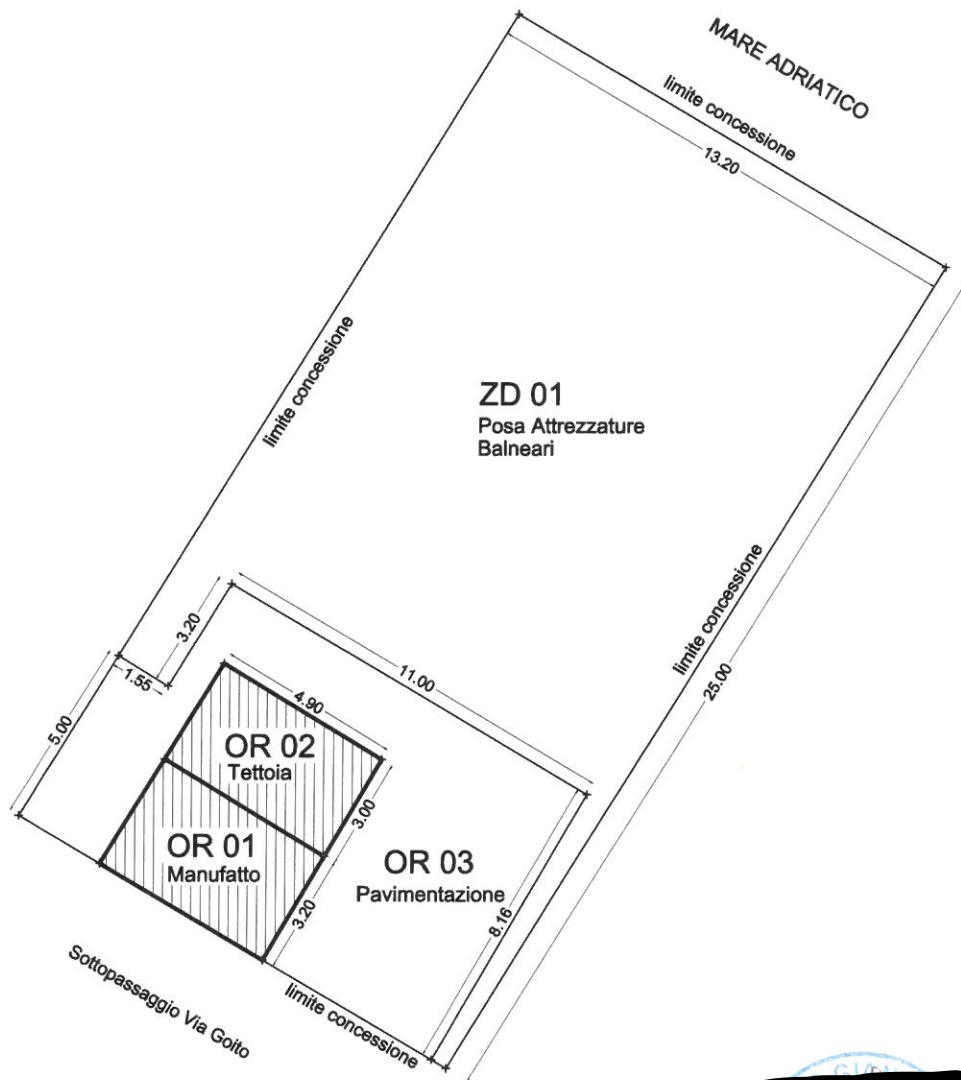 MARE ADRIATICO
limite concessione
13.20
limite concessione
ZD 01
Posa Attrezzature
Balneari
limite concessione
25.00
3.20
1.55
11.00
5.00
4.90
OR 02
Tettoia
3.00
OR 01
Manufatto
OR 03
Pavimentazione
3.20
8.16
limite concessione
Sottopassaggio Via Goito